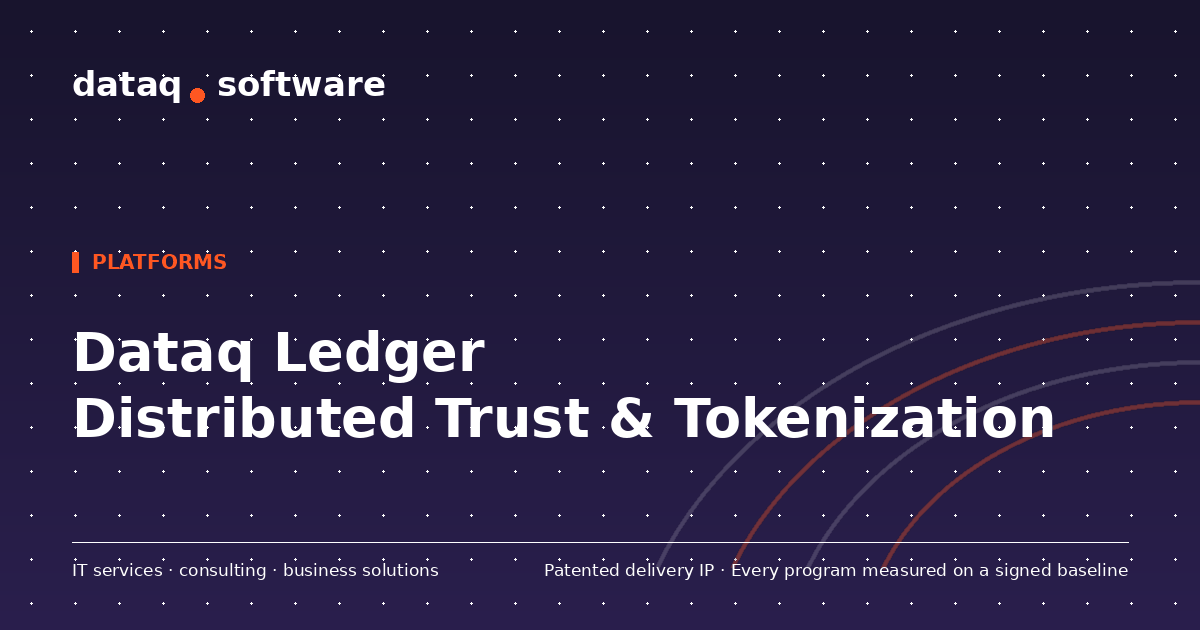 dataq.software
PLATFORMS
Dataq Ledger
Distributed Trust & Tokenization
IT services · consulting · business solutions
Patented delivery IP · Every program measured on a signed baseline